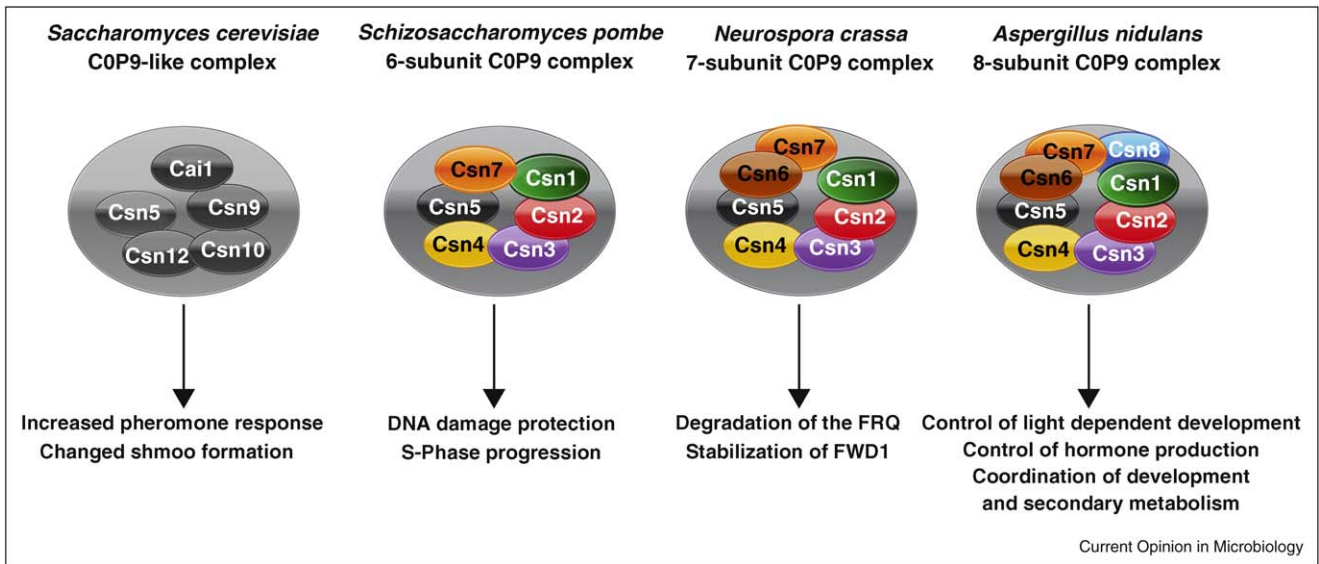 Saccharomyces cerevisiae
C0P9-like complex
Cai1
Csn5
Csn9
Csn12
Csn10
Increased pheromone response
Changed shmoo formation
Schizosaccharomyces pombe
6-subunit C0P9 complex
Csn7
Csn1
Csn5
Csn2
Csn4
Csn3
DNA damage protection
S-Phase progression
Neurospora crassa
7-subunit C0P9 complex
Csn7
Csn6
Csn1
Csn5
Csn2
Csn4
Csn3
Degradation of the FRQ
Stabilization of FWD1
Aspergillus nidulans
8-subunit C0P9 complex
Csn7
Csn8
Csn6
Csn1
Csn5
Csn2
Csn4
Csn3
Control of light dependent development
Control of hormone production
Coordination of development
and secondary metabolism
Current Opinion in Microbiology